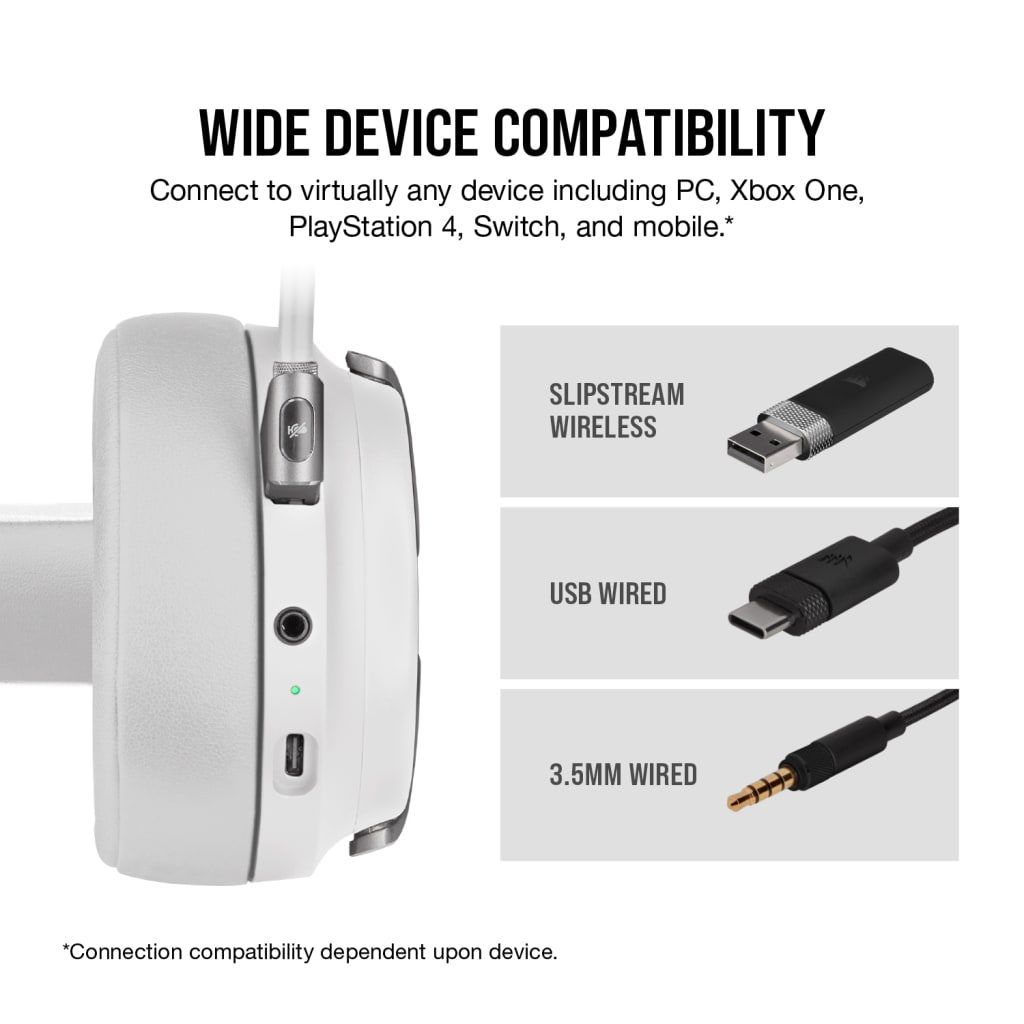 WIDE DEVICE COMPATIBILITY
Connect to virtually any device including PC, Xbox One,
PlayStation 4, Switch, and mobile.*
SLIPSTREAM
WIRELESS
USB WIRED
3.5MM WIRED
*Connection compatibility dependent upon device.